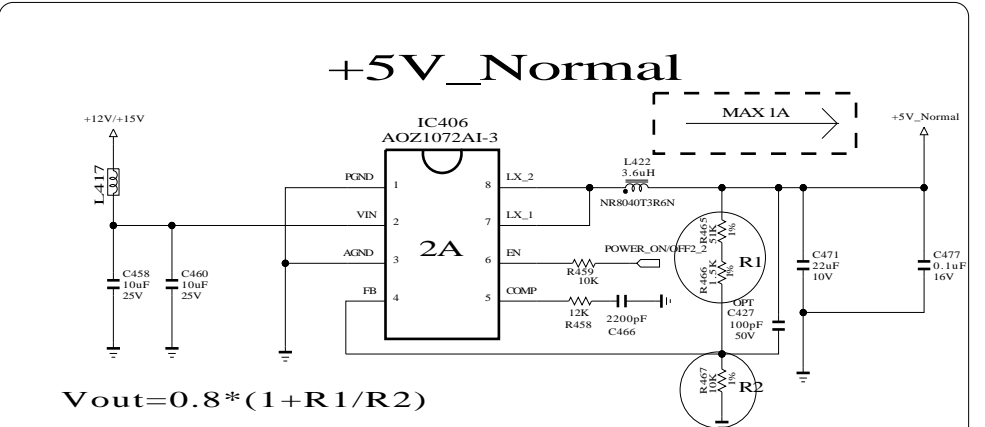 +5V_Normal
MAX 1A
+12V/+15V
L417
IC406
AOZ1072AI-3
+5V_Normal
L422
3.6uH
NR8040T3R6N
PGND
1
8
LX_2
VIN
2
7
LX_1
2A
AGND
3
6
EN
POWER_ON/OFF2_2
R459
10K
FB
4
5
COMP
12K
R458
2200pF
C466
C458
10uF
25V
C460
10uF
25V
R465
51K
1%
R466
1.5K
1%
R1
OPT
C427
100pF
50V
C471
22uF
10V
C477
0.1uF
16V
R467
10K
1%
R2
Vout=0.8*(1+R1/R2)